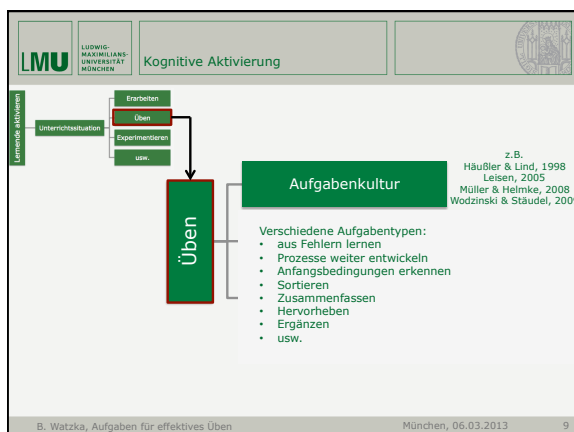 LMU
LUDWIG-
MAXIMILIANS-
UNIVERSITÄT
MÜNCHEN
Kognitive Aktivierung
Lernende aktivieren
Unterrichtssituation
Erarbeiten
Üben
Experimentieren
usw.
Üben
Aufgabenkultur
z.B.
Häußler & Lind, 1998
Leisen, 2005
Müller & Helmke, 2008
Wodzinski & Stäudel, 2009
Verschiedene Aufgabentypen:
• aus Fehlern lernen
• Prozesse weiter entwickeln
• Anfangsbedingungen erkennen
• Sortieren
• Zusammenfassen
• Hervorheben
• Ergänzen
• usw.
B. Watzka, Aufgaben für effektives Üben
München, 06.03.2013
9